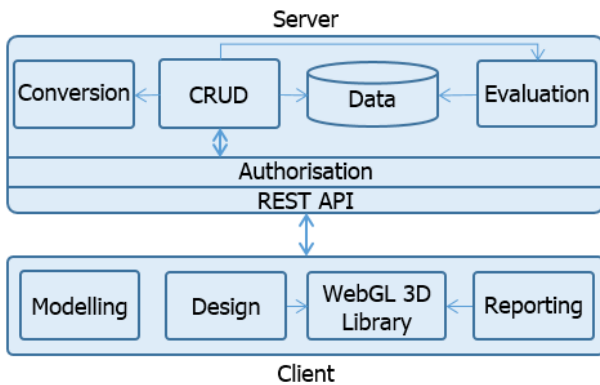 Server
Conversion
CRUD
Data
Evaluation
Authorisation
REST API
Modelling
Design
WebGL 3D
Library
Reporting
Client